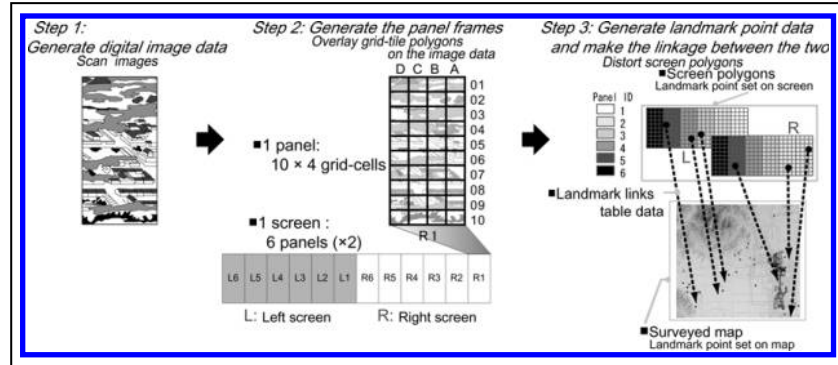 Step 1:
Generate digital image data
Scan images
Step 2: Generate the panel frames
Overlay grid-tile polygons
on the image data
D C B A
01
02
03
04
05
06
07
08
09
10
■1 panel:
10 × 4 grid-cells
■1 screen :
6 panels (×2)
R1
L6 L5 L4 L3 L2 L1 R6 R5 R4 R3 R2 R1
L: Left screen R: Right screen
Step 3: Generate landmark point data
and make the linkage between the two
Distort screen polygons
■Screen polygons
Landmark point set on screen
Panel ID
1
2
3
4
5
6
R
L
■Landmark links
table data
■Surveyed map
Landmark point set on map